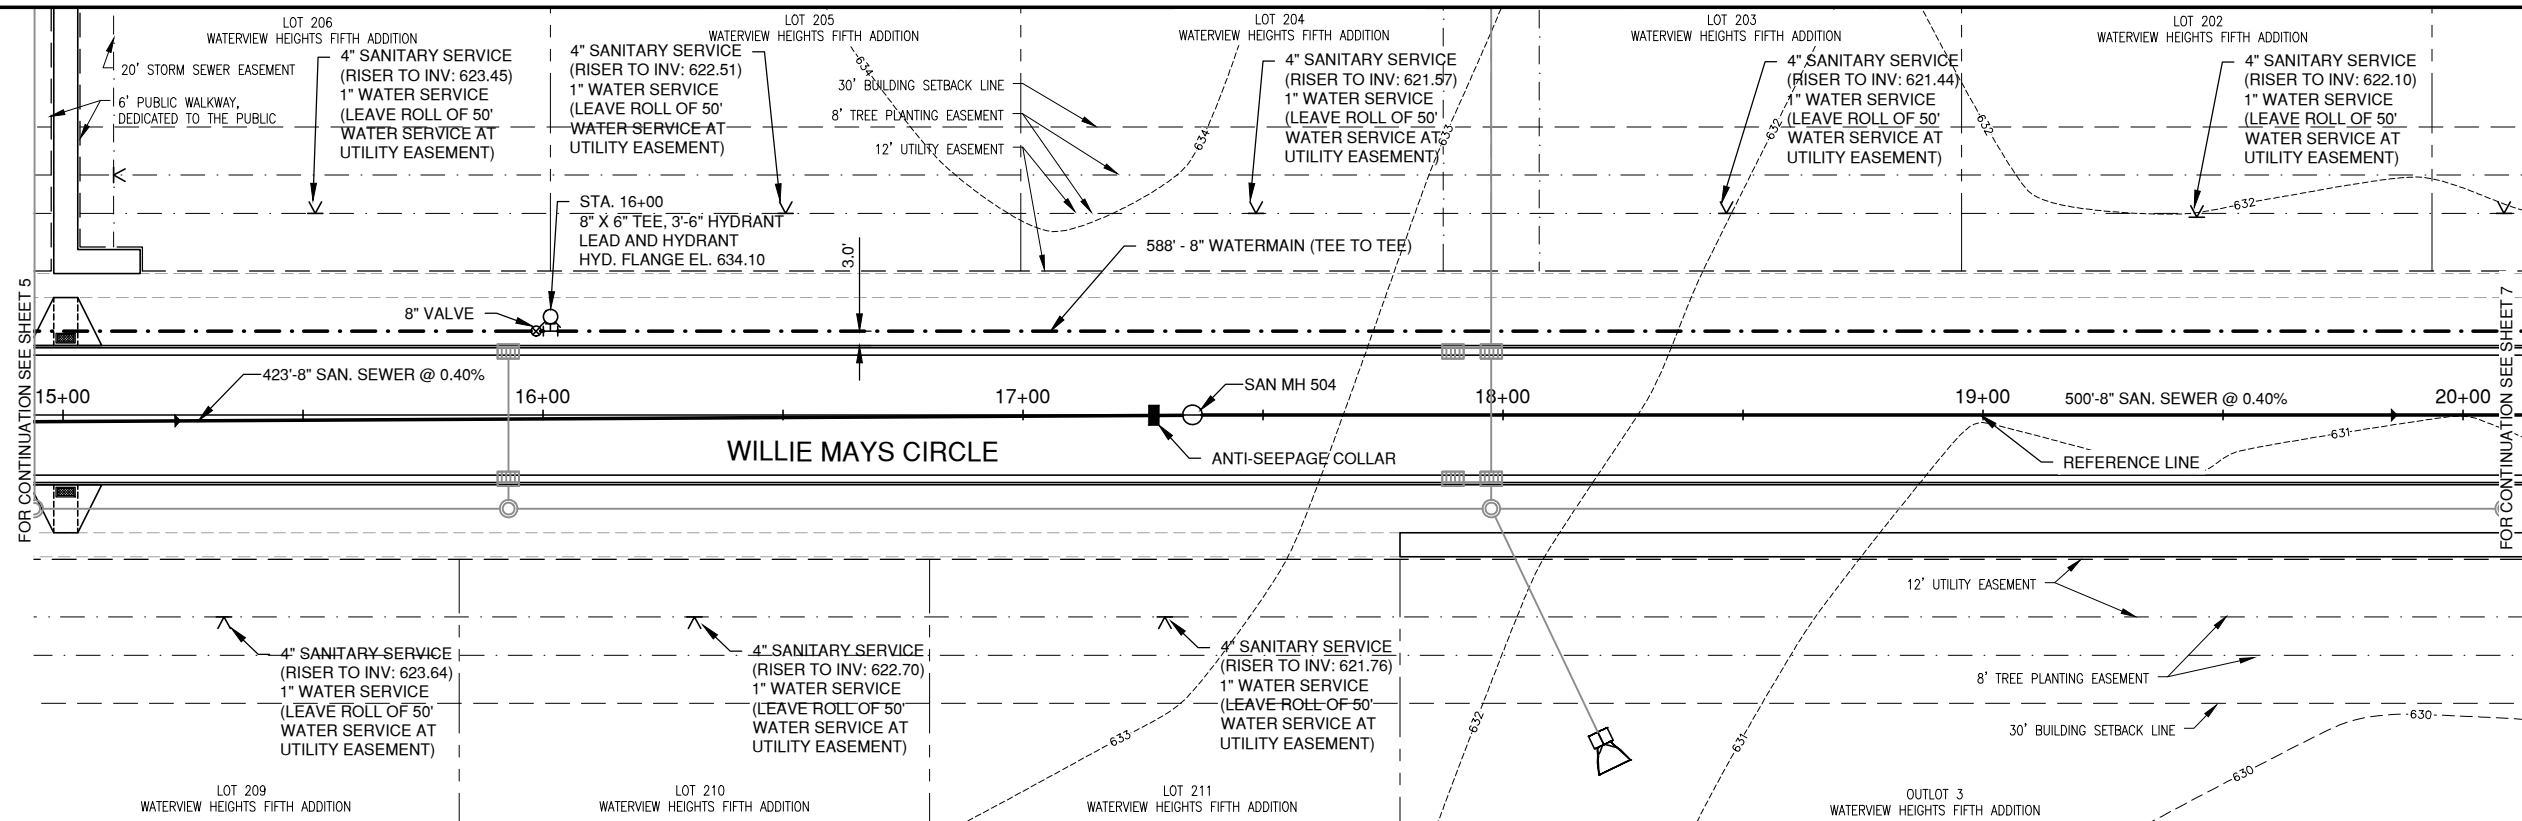 LOT 206
WATERVIEW HEIGHTS FIFTH ADDITION
LOT 205
WATERVIEW HEIGHTS FIFTH ADDITION
LOT 204
WATERVIEW HEIGHTS FIFTH ADDITION
LOT 203
WATERVIEW HEIGHTS FIFTH ADDITION
LOT 202
WATERVIEW HEIGHTS FIFTH ADDITION
20' STORM SEWER EASEMENT
6' PUBLIC WALKWAY,
DEDICATED TO THE PUBLIC
4" SANITARY SERVICE
(RISER TO INV: 623.45)
1" WATER SERVICE
(LEAVE ROLL OF 50'
WATER SERVICE AT
UTILITY EASEMENT)
4" SANITARY SERVICE
(RISER TO INV: 622.51)
1" WATER SERVICE
(LEAVE ROLL OF 50'
WATER SERVICE AT
UTILITY EASEMENT)
634
30' BUILDING SETBACK LINE
8' TREE PLANTING EASEMENT
12' UTILITY EASEMENT
634
4" SANITARY SERVICE
(RISER TO INV: 621.57)
1" WATER SERVICE
(LEAVE ROLL OF 50'
WATER SERVICE AT
UTILITY EASEMENT)
633
632
4" SANITARY SERVICE
(RISER TO INV: 621.44)
1" WATER SERVICE
(LEAVE ROLL OF 50'
WATER SERVICE AT
UTILITY EASEMENT)
632
4" SANITARY SERVICE
(RISER TO INV: 622.10)
1" WATER SERVICE
(LEAVE ROLL OF 50'
WATER SERVICE AT
UTILITY EASEMENT)
632
STA. 16+00
8" X 6" TEE, 3'-6" HYDRANT
LEAD AND HYDRANT
HYD. FLANGE EL. 634.10
3.0'
588' - 8" WATERMAIN (TEE TO TEE)
8" VALVE
FOR CONTINUATION SEE SHEET 5
FOR CONTINUATION SEE SHEET 7
423'-8" SAN. SEWER @ 0.40%
SAN MH 504
500'-8" SAN. SEWER @ 0.40%
15+00
16+00
17+00
18+00
19+00
20+00
WILLIE MAYS CIRCLE
ANTI-SEEPAGE COLLAR
REFERENCE LINE
631
12' UTILITY EASEMENT
8' TREE PLANTING EASEMENT
30' BUILDING SETBACK LINE
4" SANITARY SERVICE
(RISER TO INV: 623.64)
1" WATER SERVICE
(LEAVE ROLL OF 50'
WATER SERVICE AT
UTILITY EASEMENT)
4" SANITARY SERVICE
(RISER TO INV: 622.70)
1" WATER SERVICE
(LEAVE ROLL OF 50'
WATER SERVICE AT
UTILITY EASEMENT)
4" SANITARY SERVICE
(RISER TO INV: 621.76)
1" WATER SERVICE
(LEAVE ROLL OF 50'
WATER SERVICE AT
UTILITY EASEMENT)
633
632
631
630
630
LOT 209
WATERVIEW HEIGHTS FIFTH ADDITION
LOT 210
WATERVIEW HEIGHTS FIFTH ADDITION
LOT 211
WATERVIEW HEIGHTS FIFTH ADDITION
OUTLOT 3
WATERVIEW HEIGHTS FIFTH ADDITION